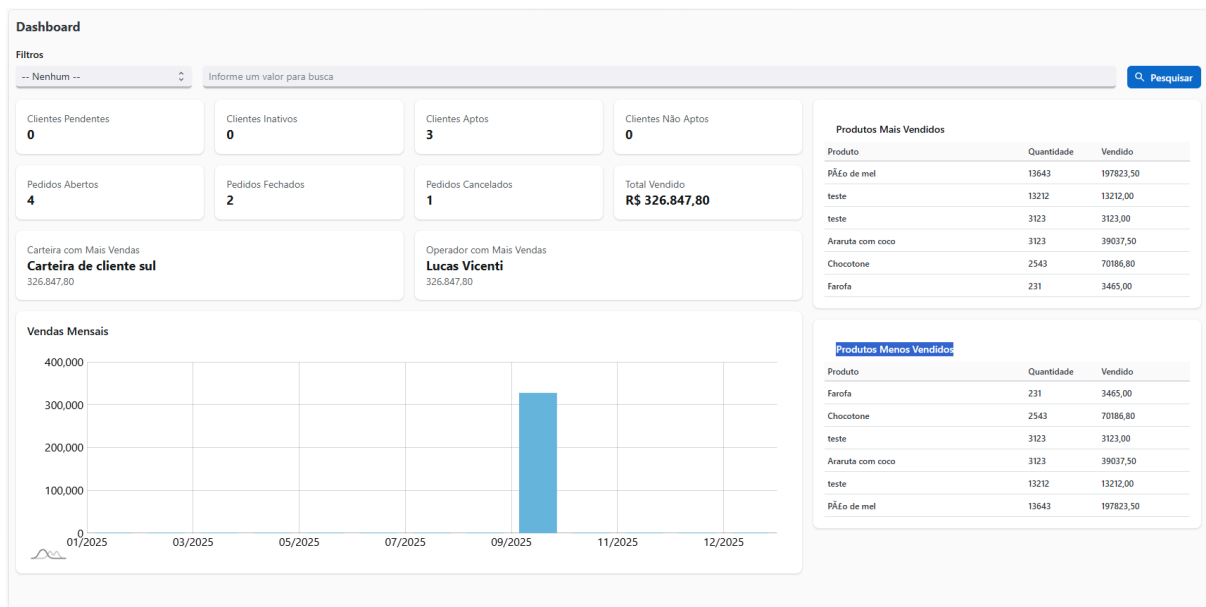 Dashboard
Filtros
-- Nenhum --
Informe um valor para busca
Pesquisar
Clientes Pendentes
0
Clientes Inativos
0
Clientes Aptos
3
Clientes Não Aptos
0
Pedidos Abertos
4
Pedidos Fechados
2
Pedidos Cancelados
1
Total Vendido
R$ 326.847,80
Carteira com Mais Vendas
Carteira de cliente sul
326.847,80
Operador com Mais Vendas
Lucas Vicenti
326.847,80
Vendas Mensais
400,000
300,000
200,000
100,000
0
01/2025 03/2025 05/2025 07/2025 09/2025 11/2025 12/2025
Produtos Mais Vendidos
Produto Quantidade Vendido
PÃ£o de mel 13643 197823,50
teste 13212 13212,00
teste 3123 3123,00
Araruta com coco 3123 39037,50
Chocotone 2543 70186,80
Farofa 231 3465,00
Produtos Menos Vendidos
Produto Quantidade Vendido
Farofa 231 3465,00
Chocotone 2543 70186,80
teste 3123 3123,00
Araruta com coco 3123 39037,50
teste 13212 13212,00
PÃ£o de mel 13643 197823,50